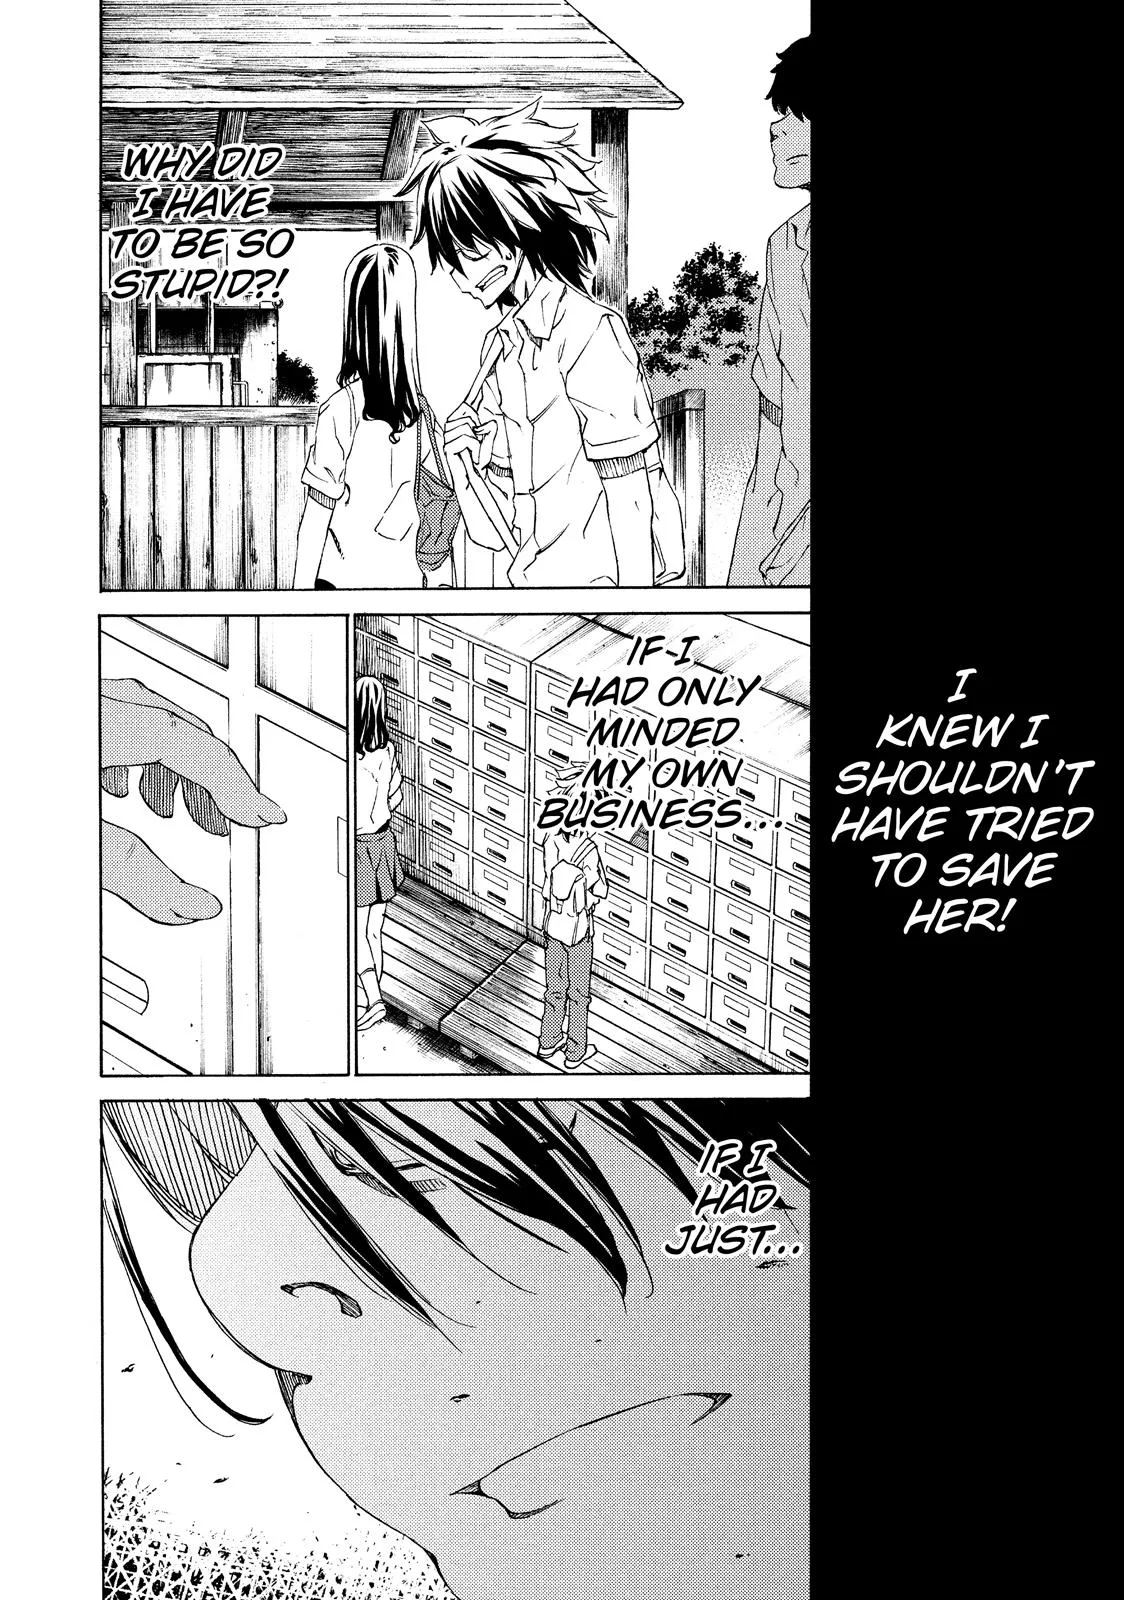 I
KNEW I
SHOULDN'T
HAVE TRIED
TO SAVE
HER!
WHY DID
I HAVE
TO BE SO
STUPID?!
IF I
HAD ONLY
MINDED
MY OWN
BUSINESS...
IF I
HAD
JUST...